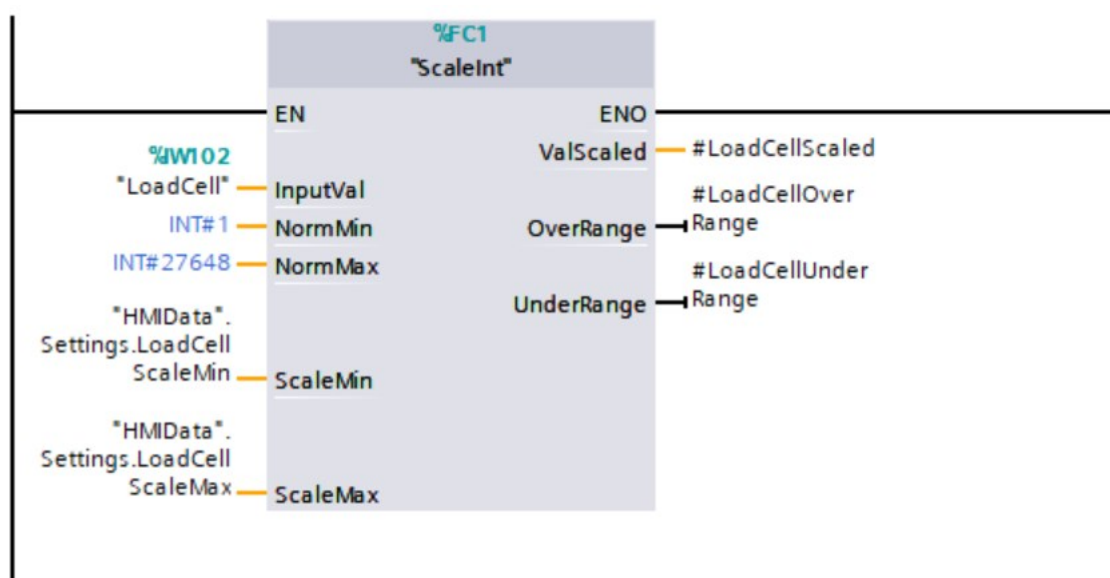 %FC1
"ScaleInt"
EN
ENO
%IW102
"LoadCell"
InputVal
ValScaled
#LoadCellScaled
INT#1
NormMin
OverRange
#LoadCellOver
Range
INT#27648
NormMax
UnderRange
#LoadCellUnder
Range
"HMIData".
Settings.LoadCell
ScaleMin
ScaleMin
"HMIData".
Settings.LoadCell
ScaleMax
ScaleMax